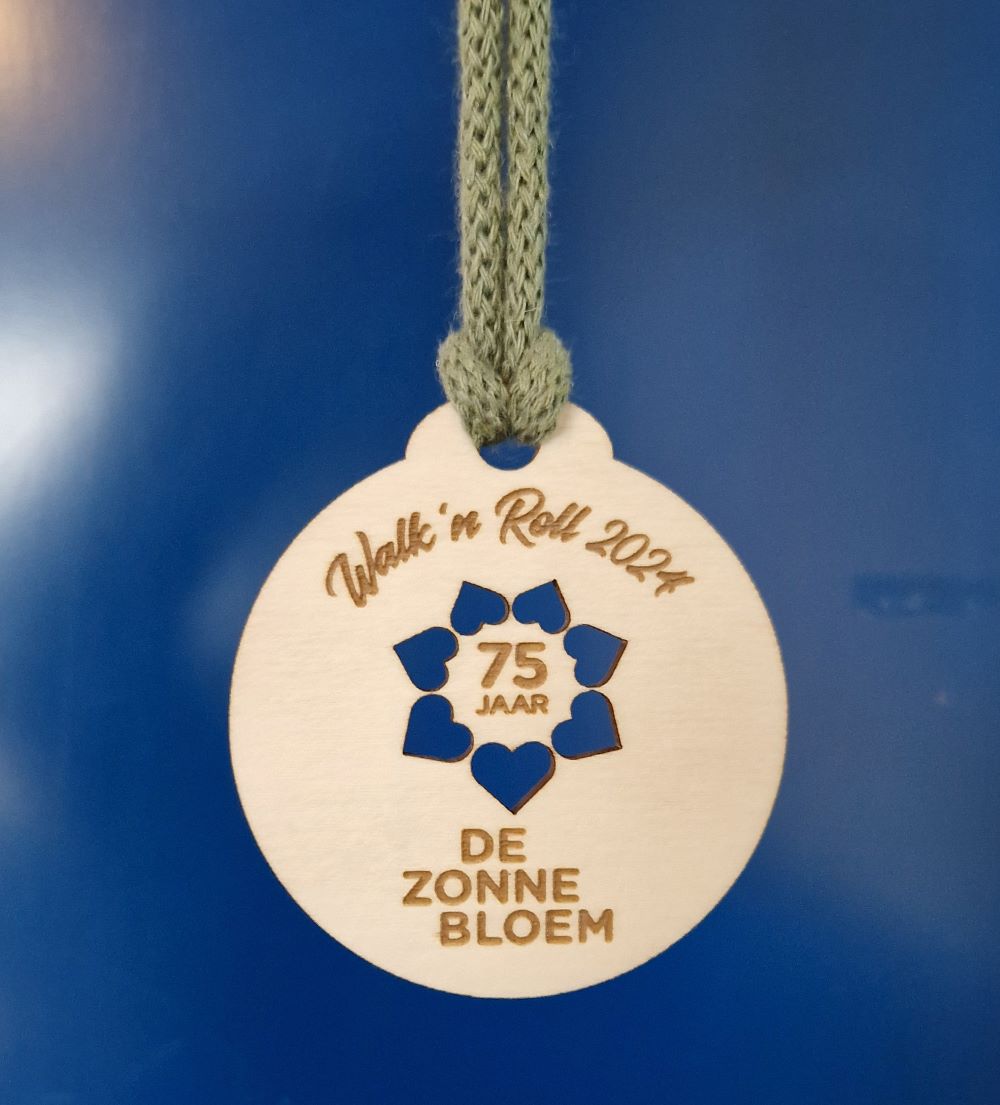 Walk 'n Roll 2024
75
JAAR
DE
ZONNE
BLOEM